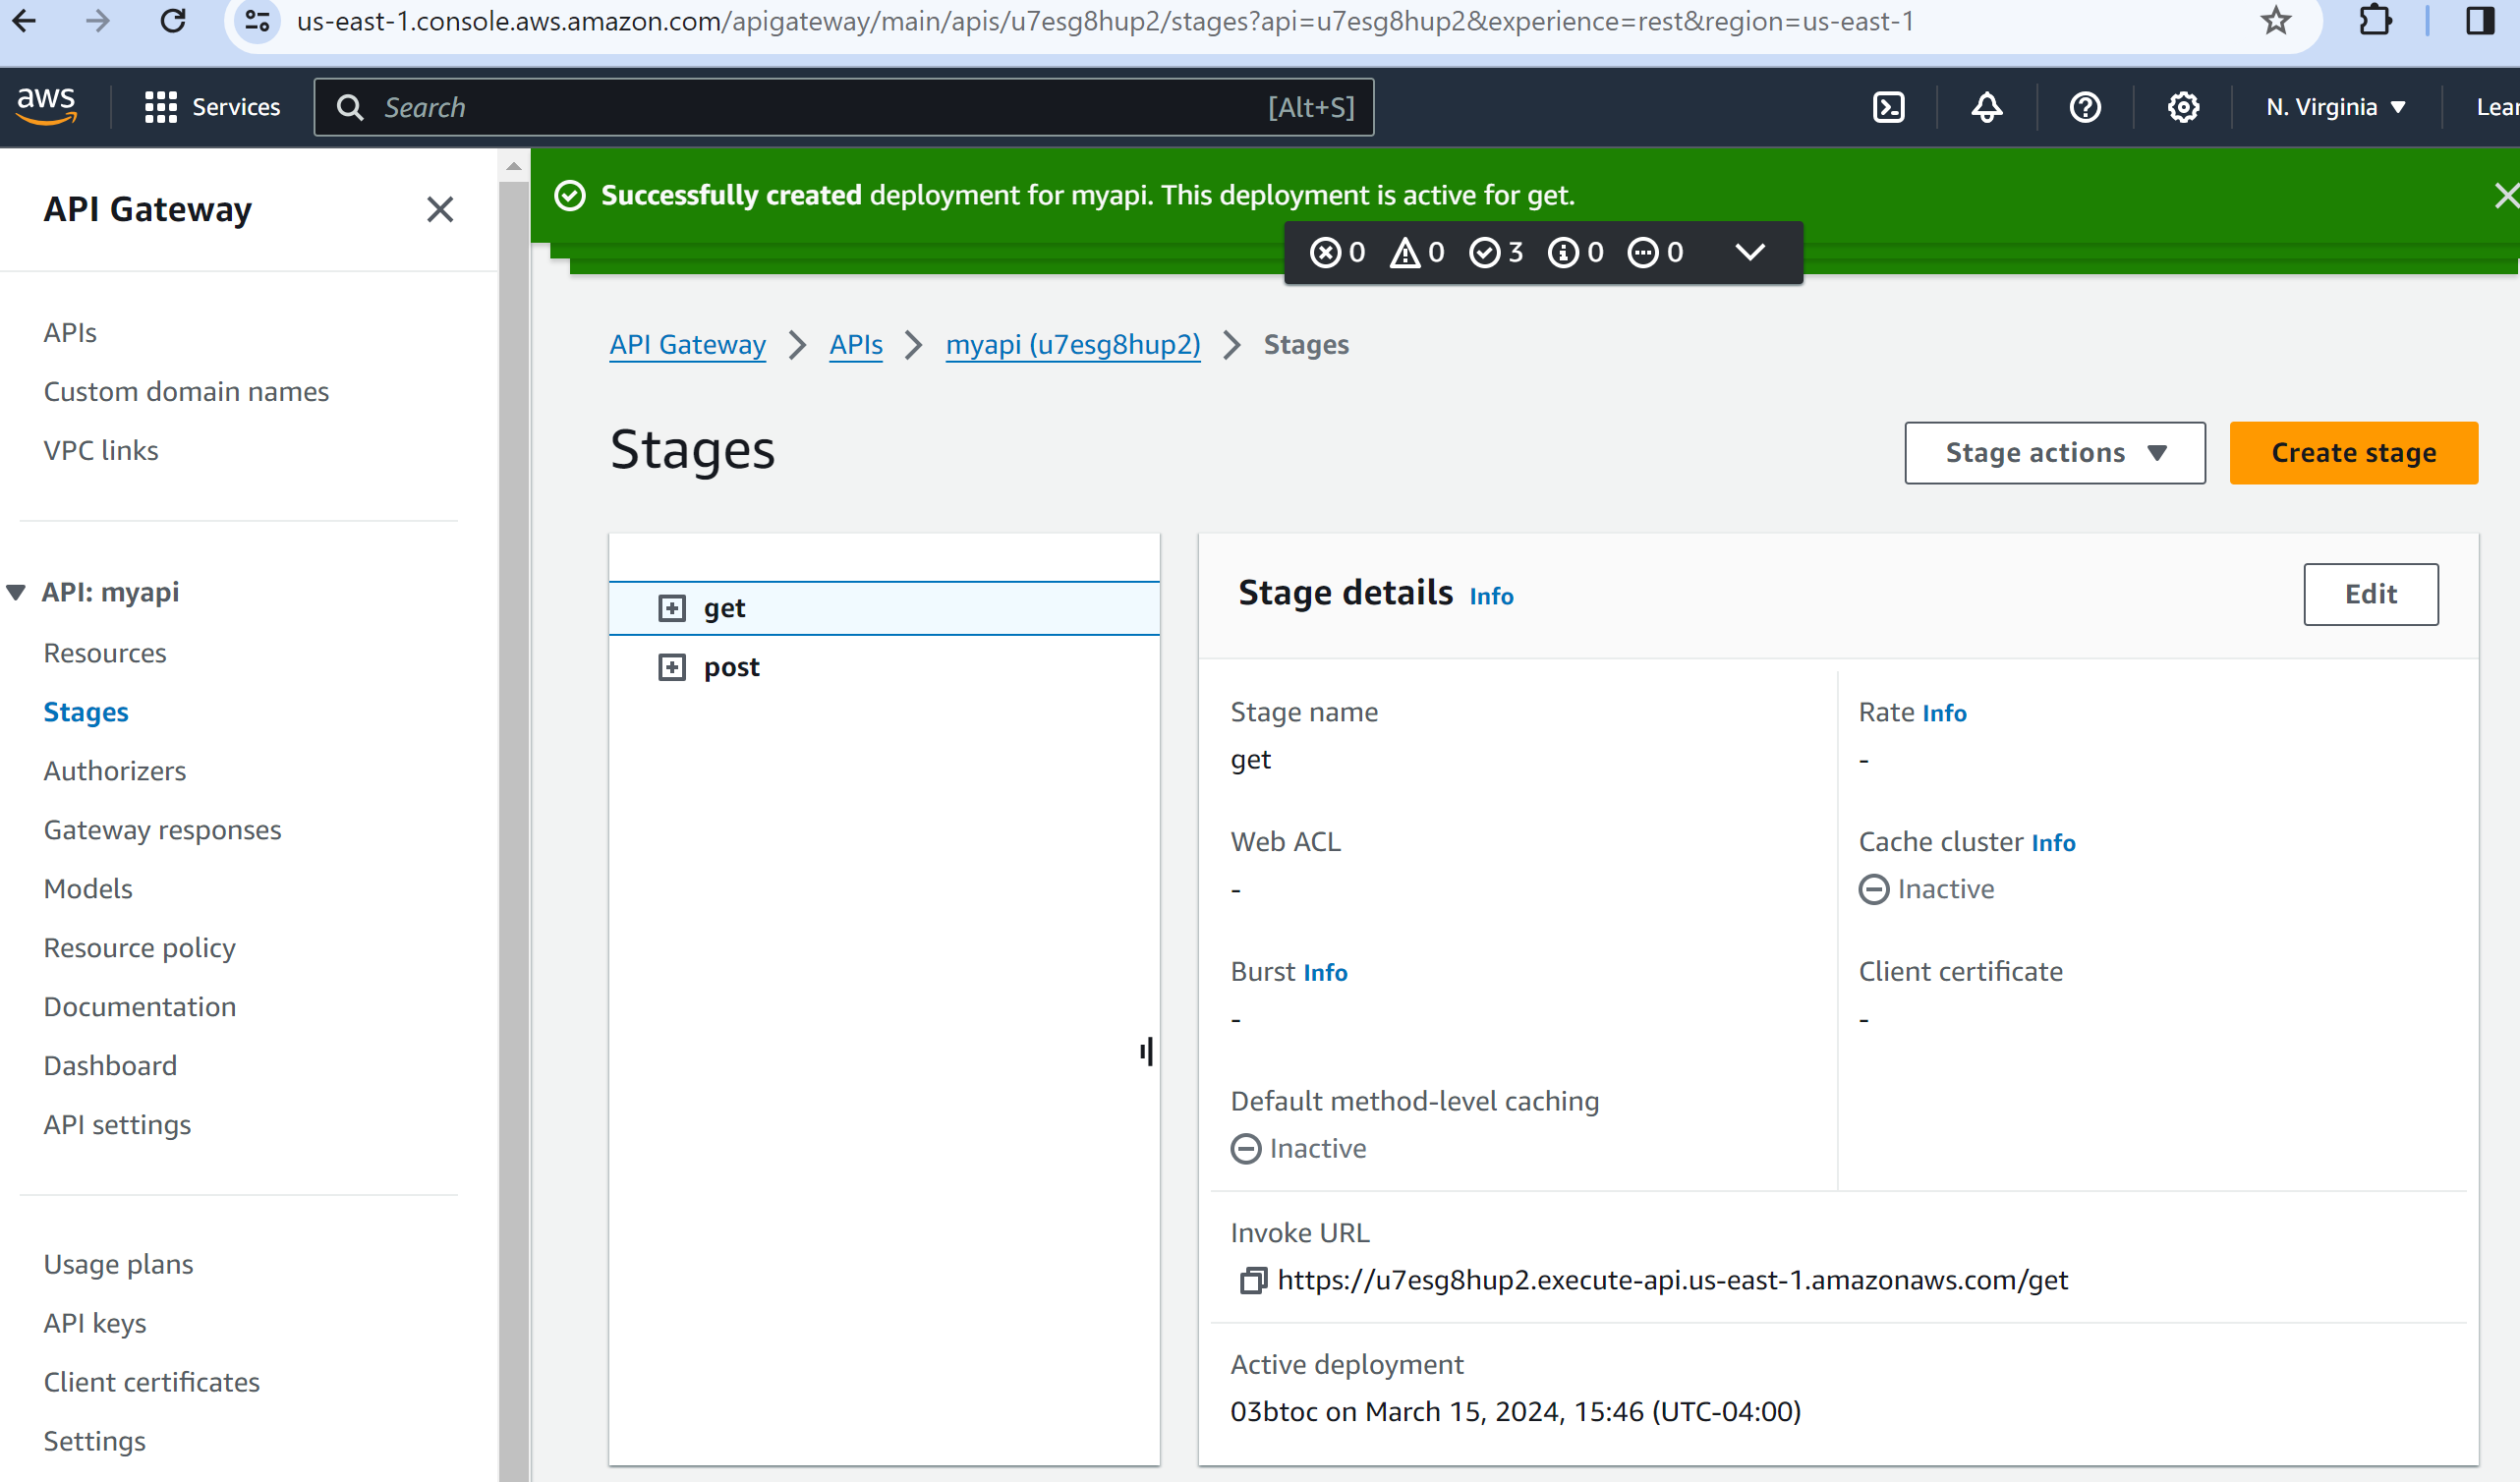 us-east-1.console.aws.amazon.com/apigateway/main/apis/u7esg8hup2/stages?api=u7esg8hup2&experience=rest&region=us-east-1
aws
Services
Search
[Alt+S]
N. Virginia
Lear
API Gateway
APIs
Custom domain names
VPC links
API: myapi
Resources
Stages
Authorizers
Gateway responses
Models
Resource policy
Documentation
Dashboard
API settings
Usage plans
API keys
Client certificates
Settings
Successfully created deployment for myapi. This deployment is active for get.
0 0 3 0 0
API Gateway > APIs > myapi (u7esg8hup2) > Stages
Stages
Stage actions
Create stage
get
post
Stage details Info
Edit
Stage name
get
Rate Info
-
Web ACL
-
Cache cluster Info
Inactive
Burst Info
-
Client certificate
-
Default method-level caching
Inactive
Invoke URL
https://u7esg8hup2.execute-api.us-east-1.amazonaws.com/get
Active deployment
03btoc on March 15, 2024, 15:46 (UTC-04:00)